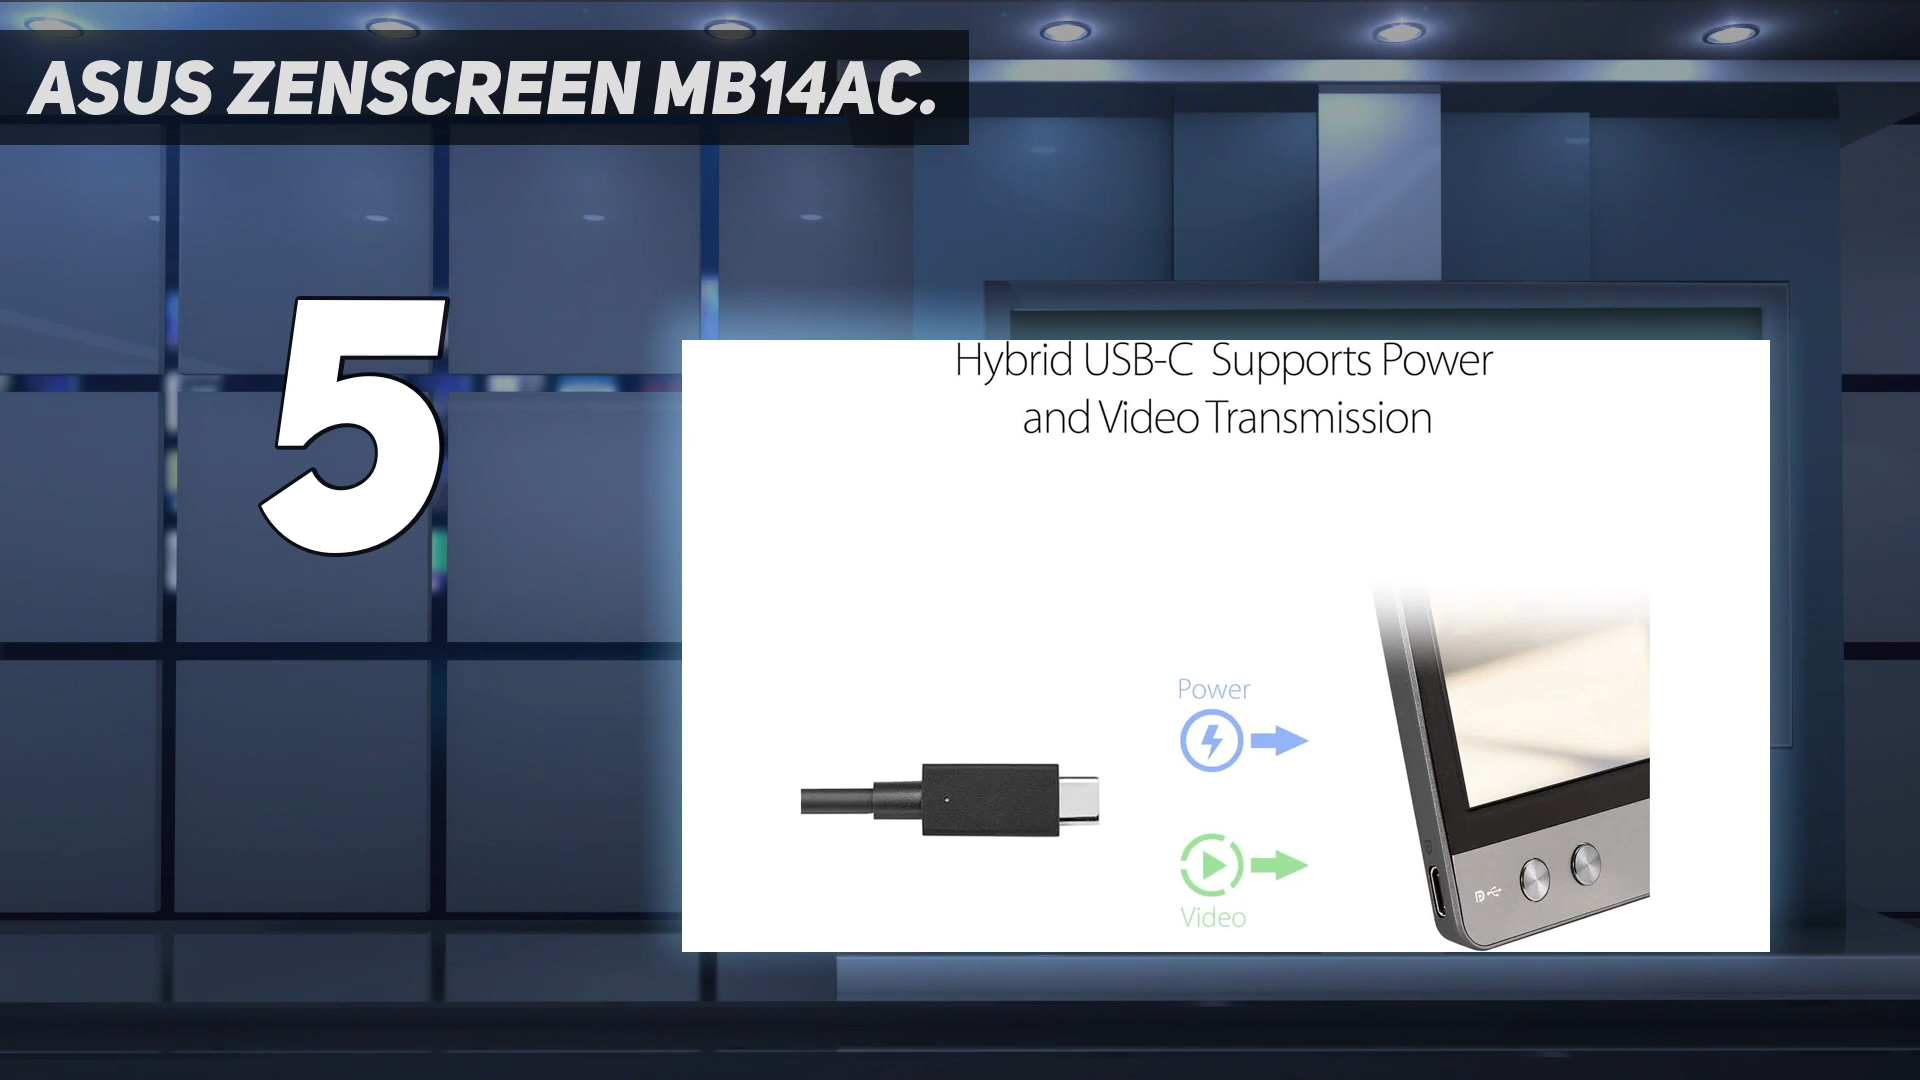 ASUS ZENSCREEN MB14AC.
5
Hybrid USB-C Supports Power
and Video Transmission
Power
Video